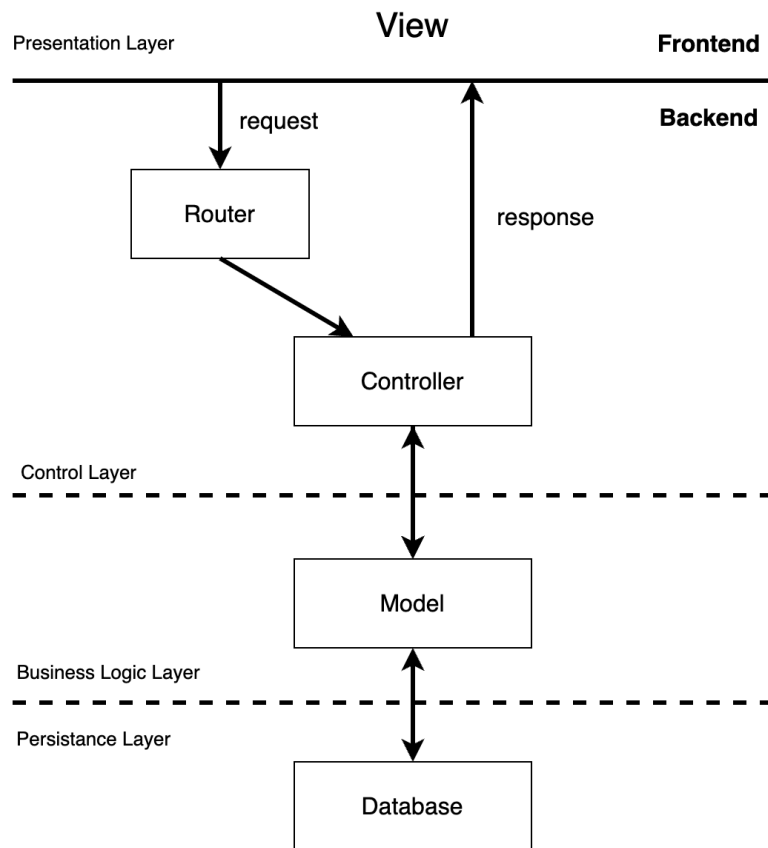 View
Presentation Layer
Frontend
Backend
request
Router
response
Controller
Control Layer
Model
Business Logic Layer
Persistance Layer
Database